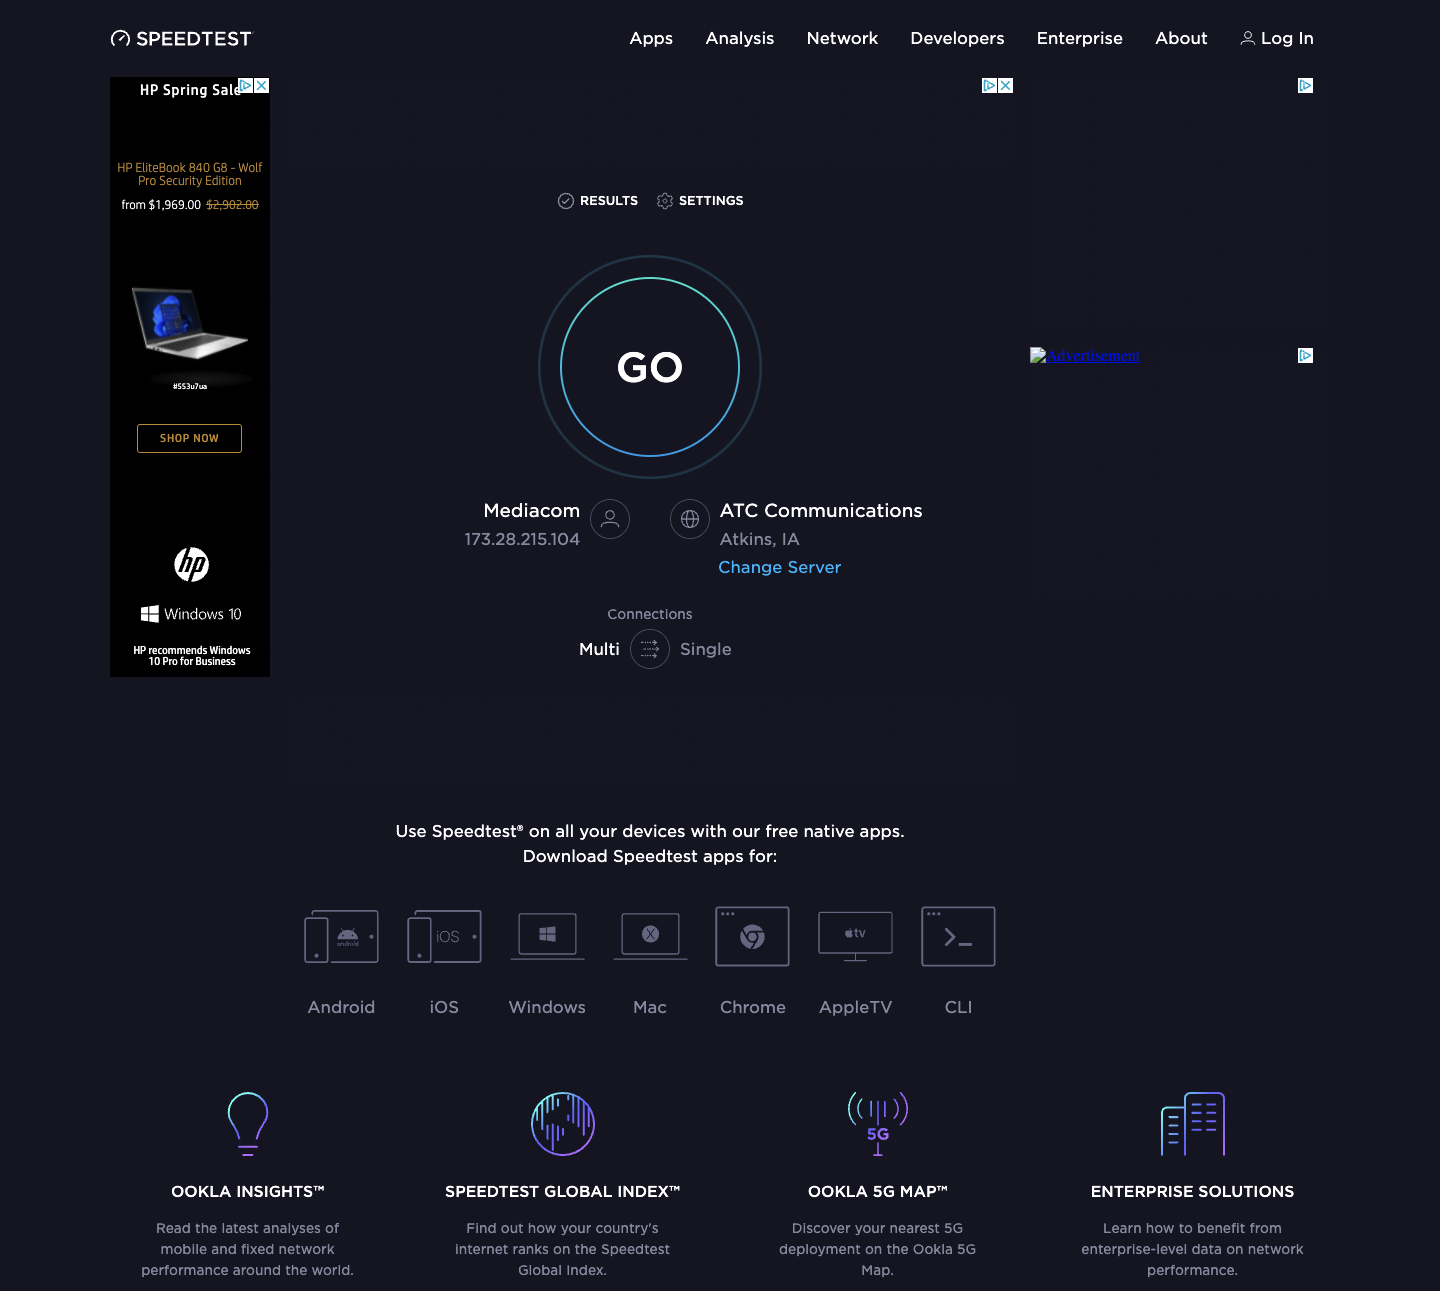 SPEEDTEST
Apps Analysis Network Developers Enterprise About Log In
HP Spring Sale
HP EliteBook 840 G8 - Wolf
Pro Security Edition
from $1,969.00 $2,902.00
#553u7ua
SHOP NOW
hp
Windows 10
HP recommends Windows
10 Pro for Business
RESULTS SETTINGS
GO
Advertisement
Mediacom
173.28.215.104
ATC Communications
Atkins, IA
Change Server
Connections
Multi Single
Use Speedtest® on all your devices with our free native apps.
Download Speedtest apps for:
android
iOS
X
tv
Android iOS Windows Mac Chrome AppleTV CLI
5G
OOKLA INSIGHTS™
Read the latest analyses of
mobile and fixed network
performance around the world.
SPEEDTEST GLOBAL INDEX™
Find out how your country's
internet ranks on the Speedtest
Global Index.
OOKLA 5G MAP™
Discover your nearest 5G
deployment on the Ookla 5G
Map.
ENTERPRISE SOLUTIONS
Learn how to benefit from
enterprise-level data on network
performance.